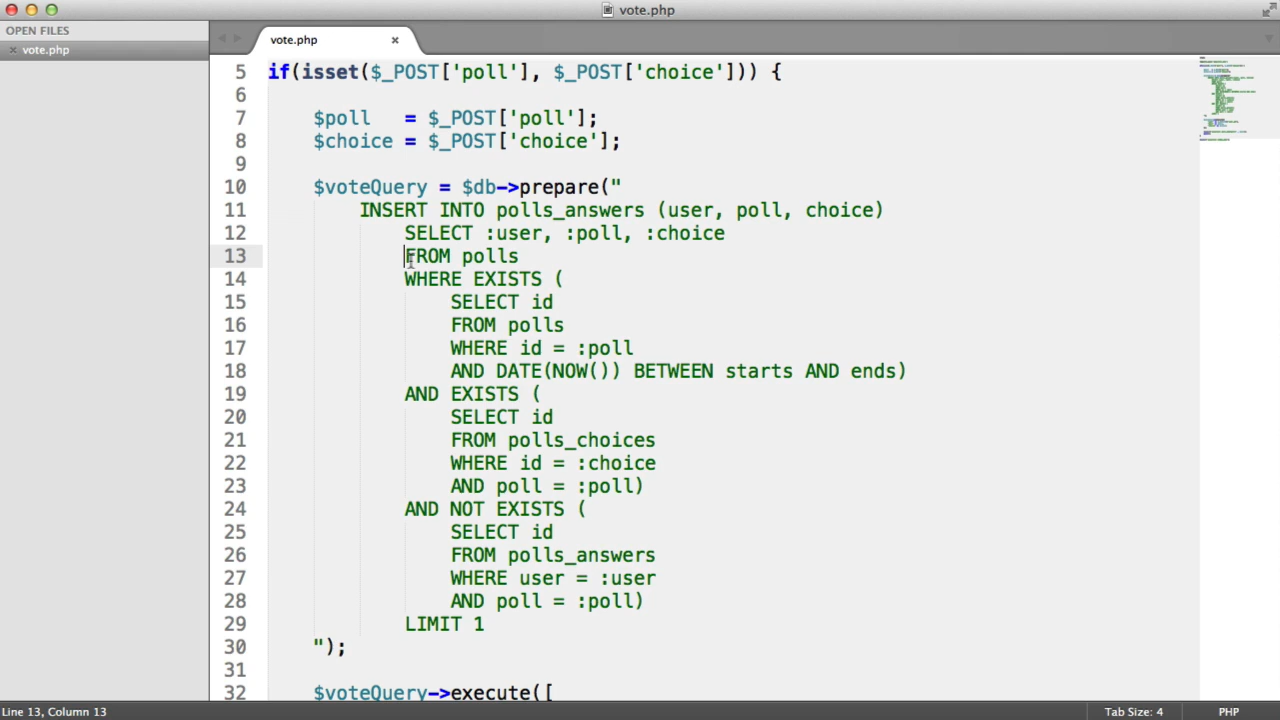 vote.php
OPEN FILES
vote.php
vote.php
5 if(isset($_POST['poll'], $_POST['choice'])) {
6
7 $poll = $_POST['poll'];
8 $choice = $_POST['choice'];
9
10 $voteQuery = $db->prepare("
11 INSERT INTO polls_answers (user, poll, choice)
12 SELECT :user, :poll, :choice
13 FROM polls
14 WHERE EXISTS (
15 SELECT id
16 FROM polls
17 WHERE id = :poll
18 AND DATE(NOW()) BETWEEN starts AND ends)
19 AND EXISTS (
20 SELECT id
21 FROM polls_choices
22 WHERE id = :choice
23 AND poll = :poll)
24 AND NOT EXISTS (
25 SELECT id
26 FROM polls_answers
27 WHERE user = :user
28 AND poll = :poll)
29 LIMIT 1
30 ");
31
32 $voteQuery->execute([
Line 13, Column 13
Tab Size: 4
PHP